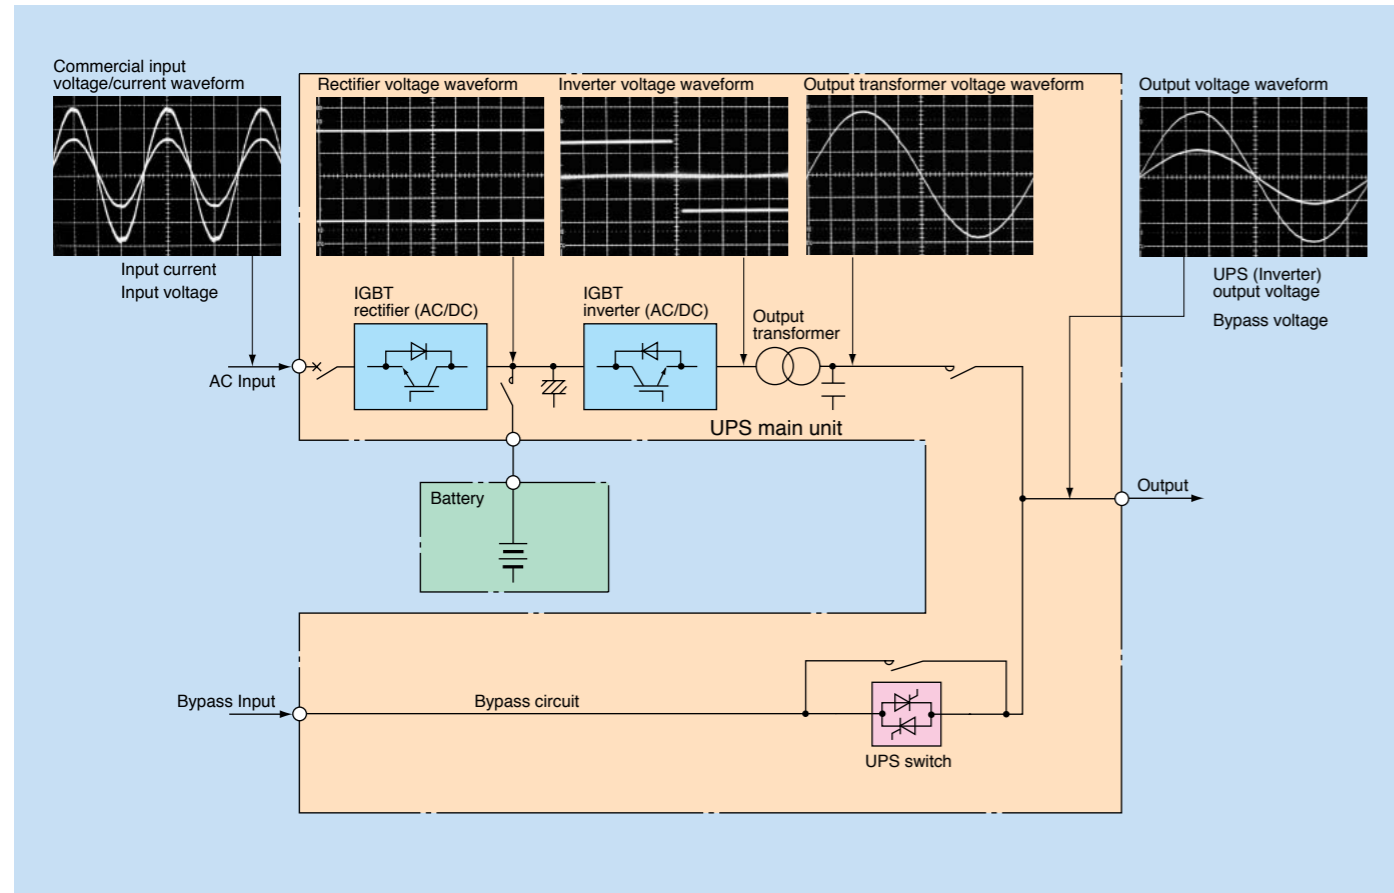 Commercial input
voltage/current waveform
Rectifier voltage waveform
Inverter voltage waveform
Output transformer voltage waveform
Output voltage waveform
Input current
Input voltage
UPS (Inverter)
output voltage
Bypass voltage
IGBT
rectifier (AC/DC)
IGBT
inverter (AC/DC)
Output
transformer
AC Input
UPS main unit
Battery
Output
Bypass Input
Bypass circuit
UPS switch